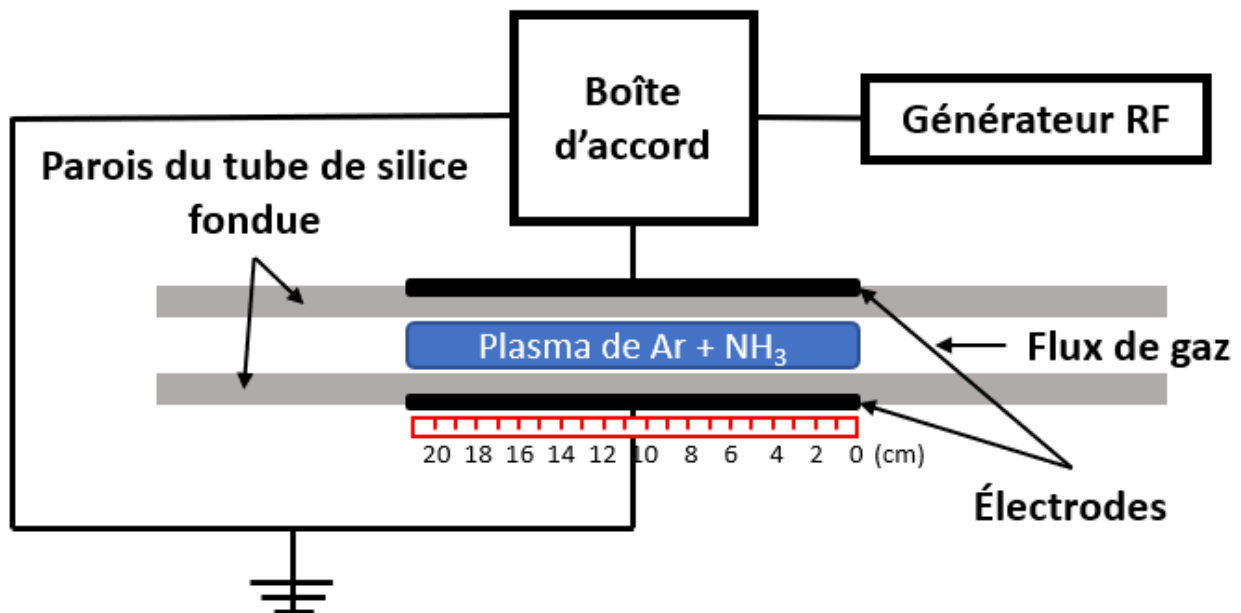 Boîte
d'accord
Générateur RF
Parois du tube de silice
fondue
Plasma de Ar + NH₃
Flux de gaz
20 18 16 14 12 10 8 6 4 2 0 (cm)
Électrodes